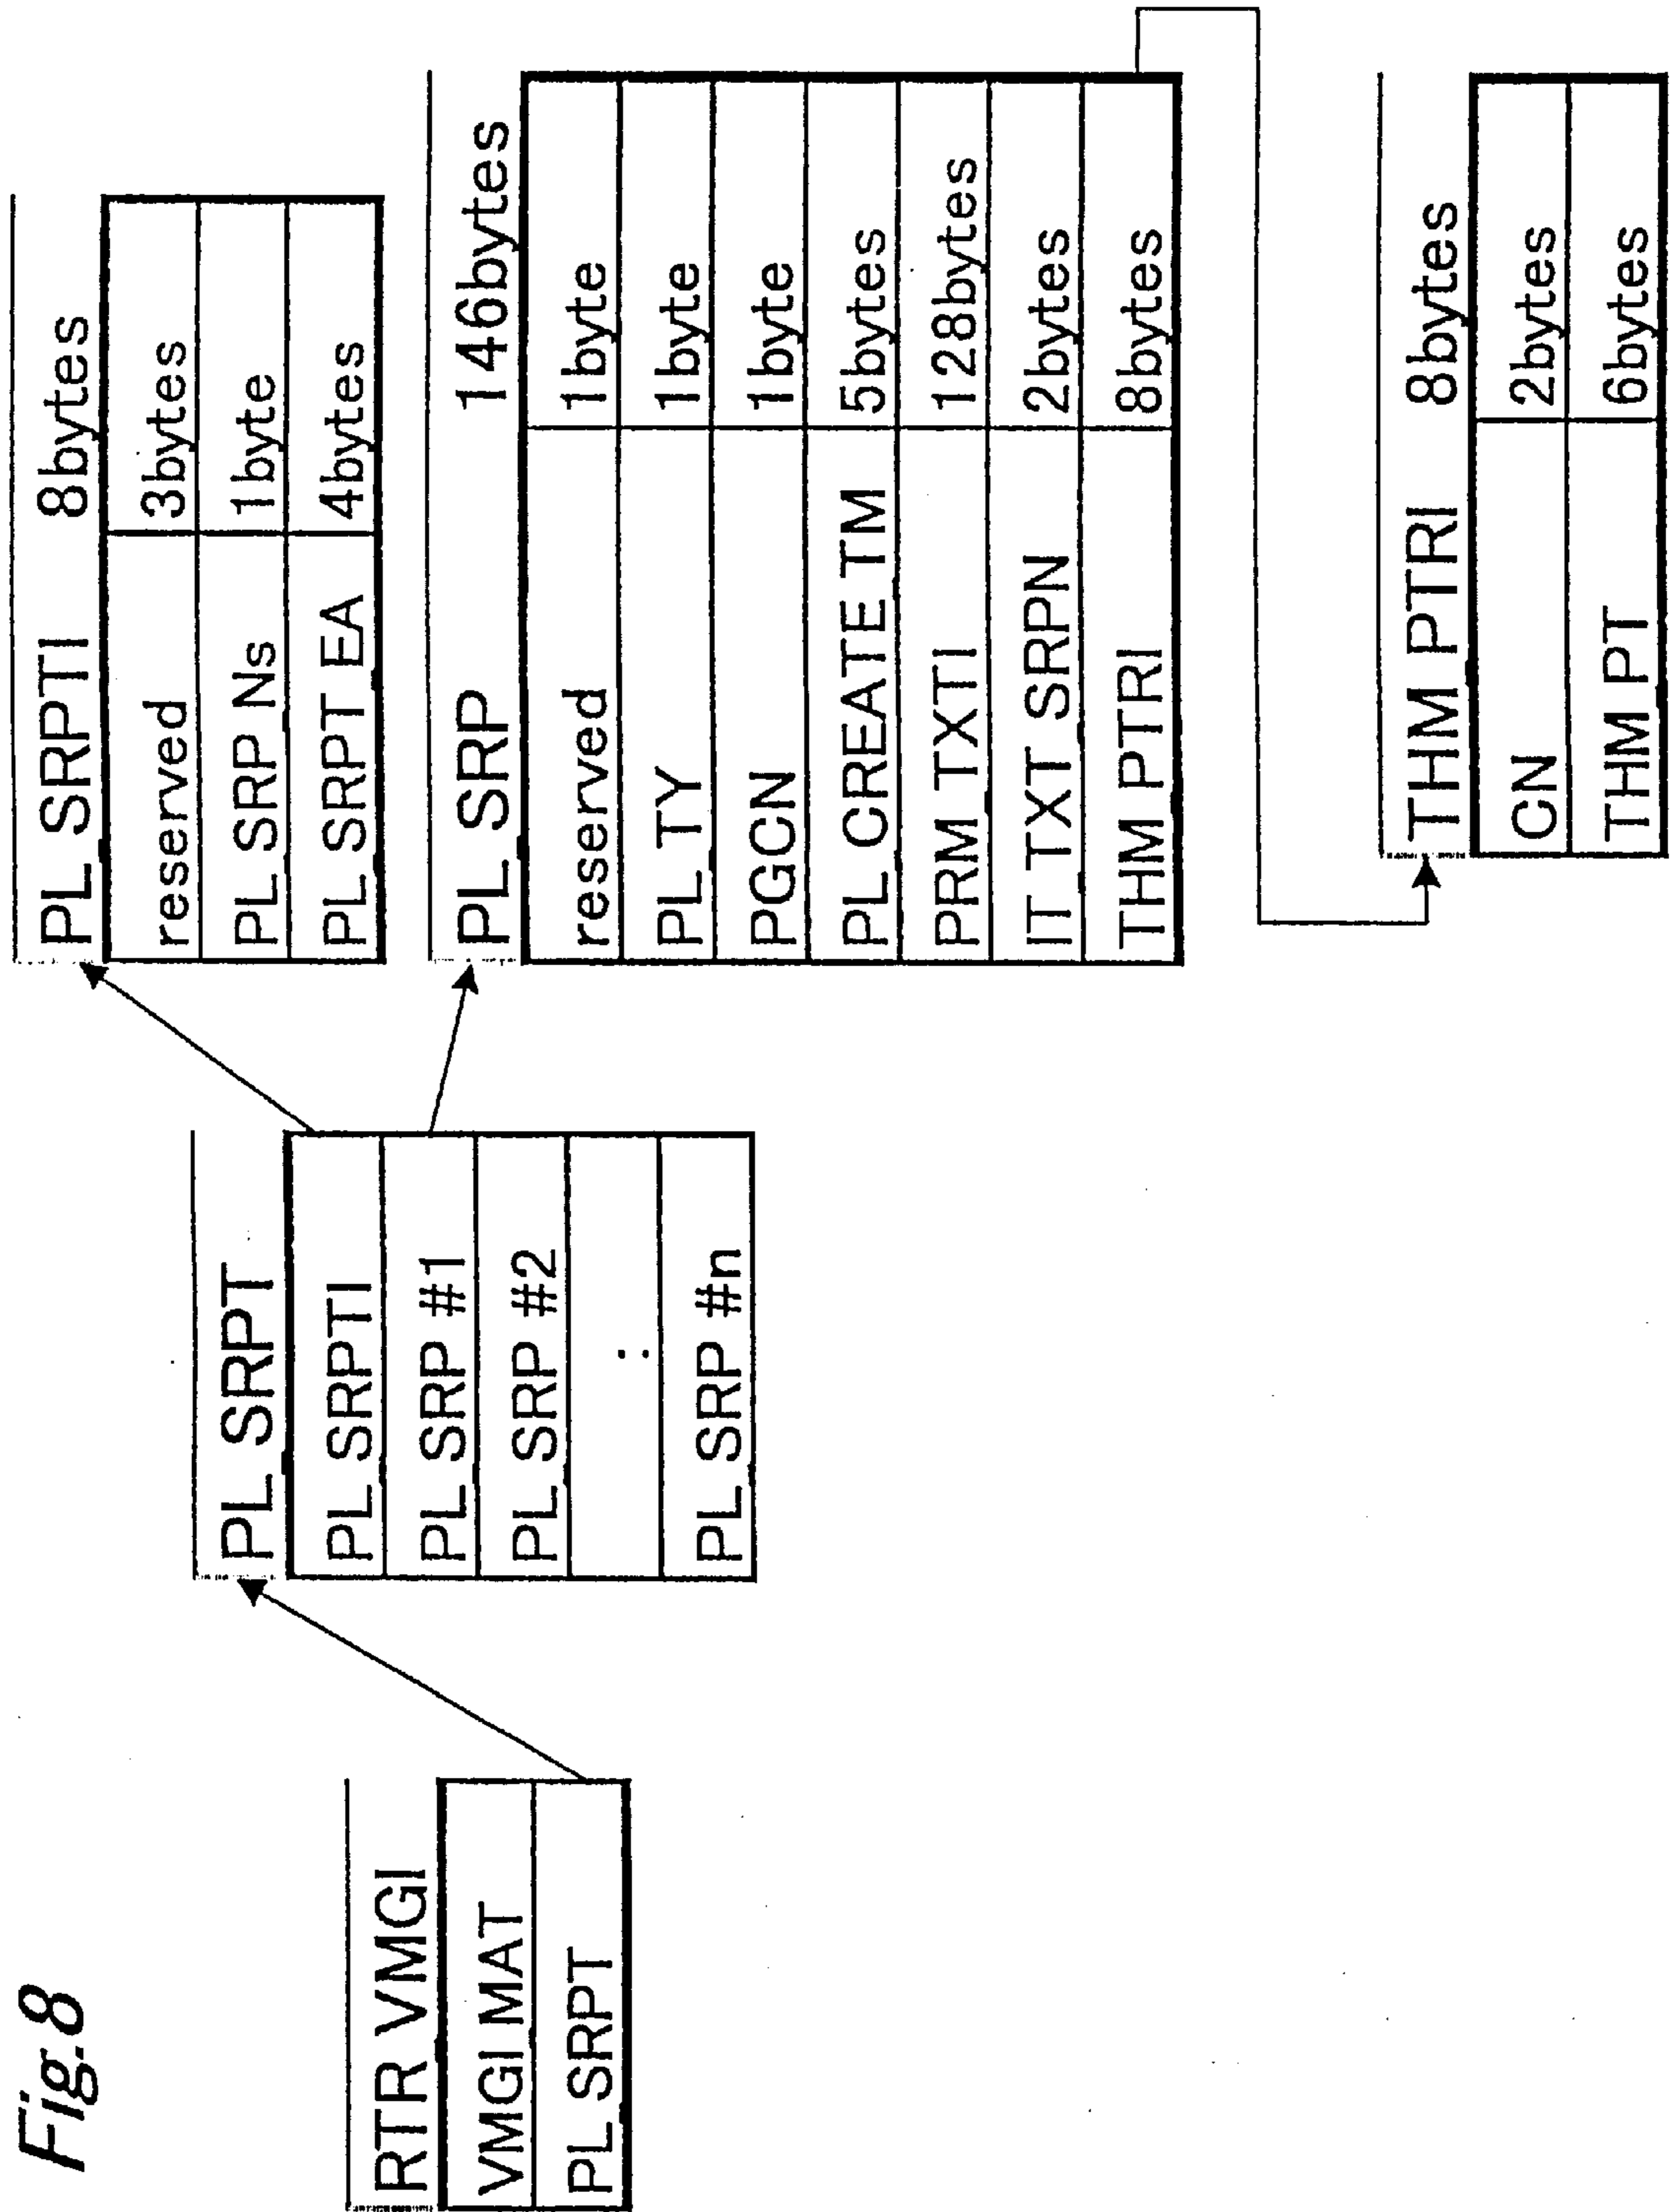 Fig.8
RTR VMGI
VMGI MAT
PL SRPT
PL SRPT
PL SRPTI
PL SRP #1
PL SRP #2
:
PL SRP #n
PL SRPTI 8bytes
reserved 3bytes
PL SRP Ns 1byte
PL SRPT EA 4bytes
PL SRP 146bytes
reserved 1byte
PL TY 1byte
PGCN 1byte
PL CREATE TM 5bytes
PRM TXTI 128bytes
IT TXT SRPN 2bytes
THM PTRI 8bytes
THM PTRI 8bytes
CN 2bytes
THM PT 6bytes